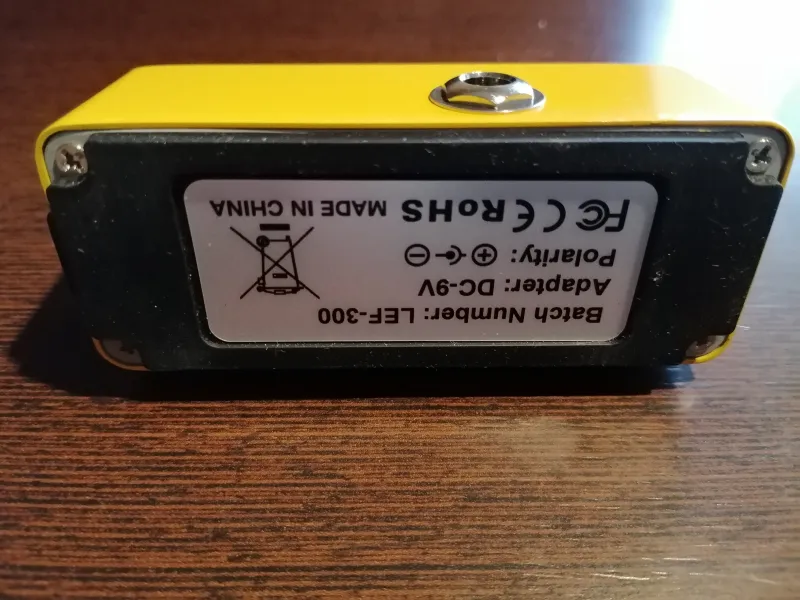 Batch Number: LEF-300
Adapter: DC-9V
Polarity: ⊕ ⊖
FC CE RoHS MADE IN CHINA